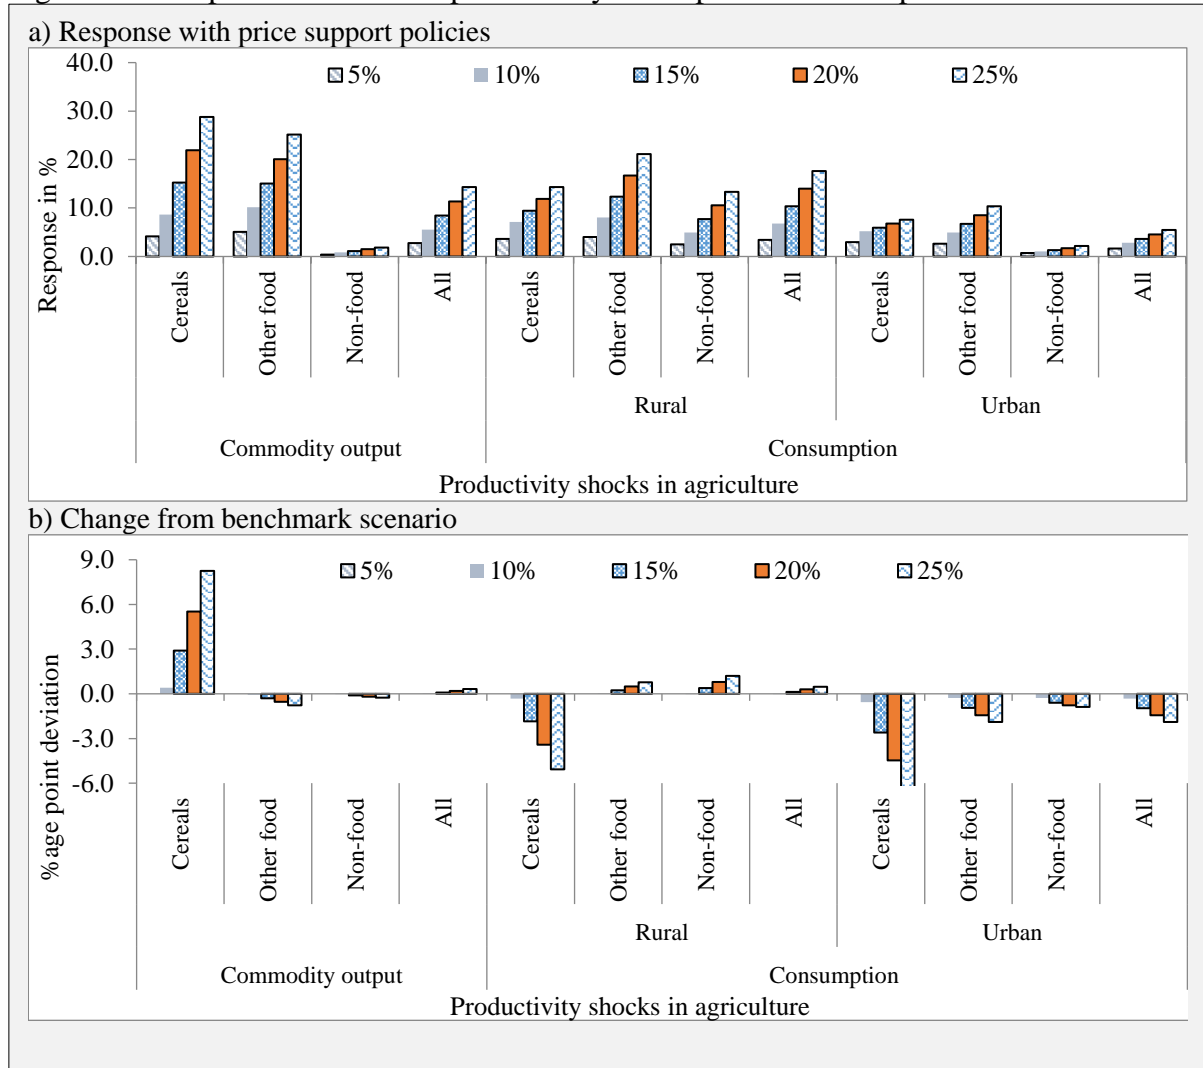 a) Response with price support policies
40.0
30.0
20.0
10.0
0.0
Response in %
5% 10% 15% 20% 25%
Cereals Other food Non-food All Cereals Other food Non-food All Cereals Other food Non-food All
Rural Urban
Commodity output Consumption
Productivity shocks in agriculture
b) Change from benchmark scenario
9.0
6.0
3.0
0.0
-3.0
-6.0
%age point deviation
5% 10% 15% 20% 25%
Cereals Other food Non-food All Cereals Other food Non-food All Cereals Other food Non-food All
Rural Urban
Commodity output Consumption
Productivity shocks in agriculture